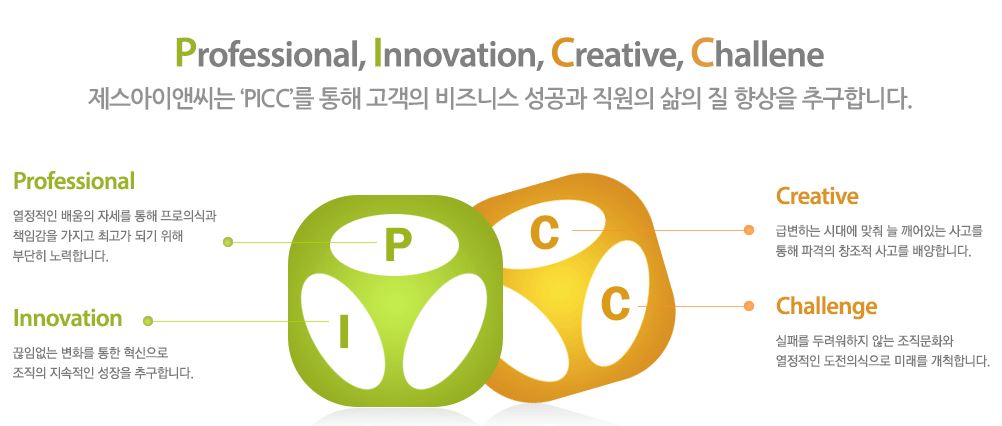 Professional, Innovation, Creative, Challene
제스아이앤씨는 ‘PICC’를 통해 고객의 비즈니스 성공과 직원의 삶의 질 향상을 추구합니다.
Professional
열정적인 배움의 자세를 통해 프로의식과
책임감을 가지고 최고가 되기 위해
부단히 노력합니다.
Innovation
끊임없는 변화를 통한 혁신으로
조직의 지속적인 성장을 추구합니다.
P
I
C
C
Creative
급변하는 시대에 맞춰 늘 깨어있는 사고를
통해 파격의 창조적 사고를 배양합니다.
Challenge
실패를 두려워하지 않는 조직문화와
열정적인 도전의식으로 미래를 개척합니다.